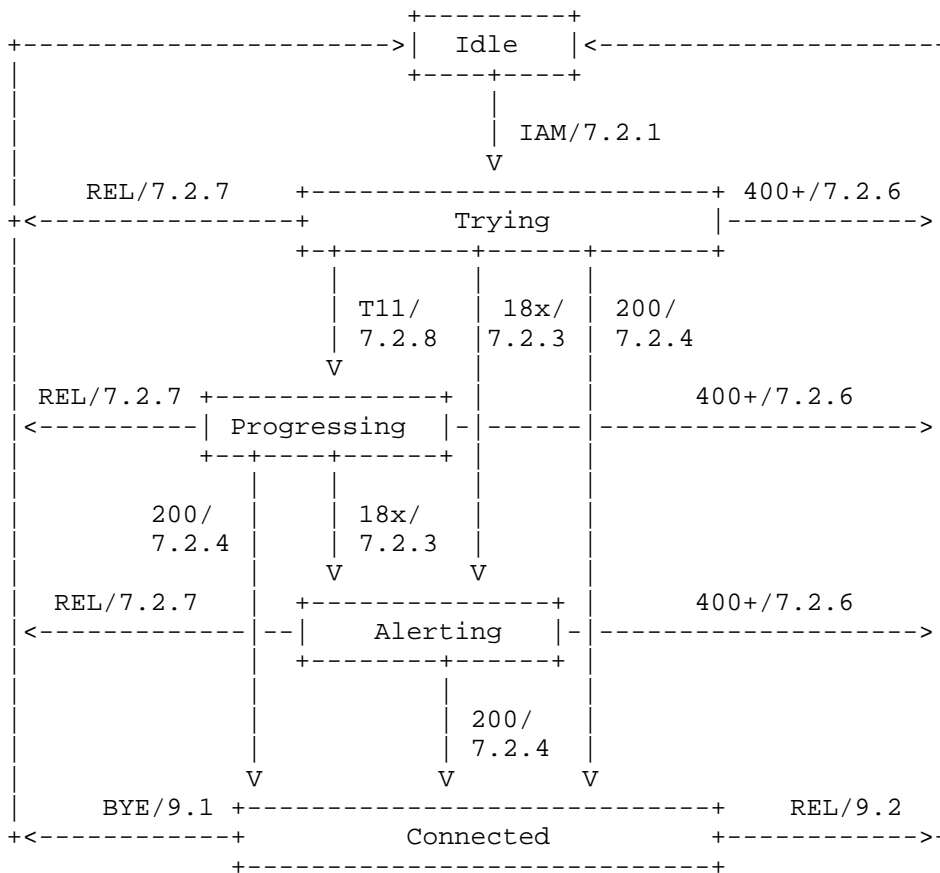 Idle
IAM/7.2.1
REL/7.2.7 400+/7.2.6
Trying
T11/ 18x/ 200/
7.2.8 7.2.3 7.2.4
REL/7.2.7 400+/7.2.6
Progressing
200/ 18x/
7.2.4 7.2.3
REL/7.2.7 400+/7.2.6
Alerting
200/
7.2.4
BYE/9.1 REL/9.2
Connected